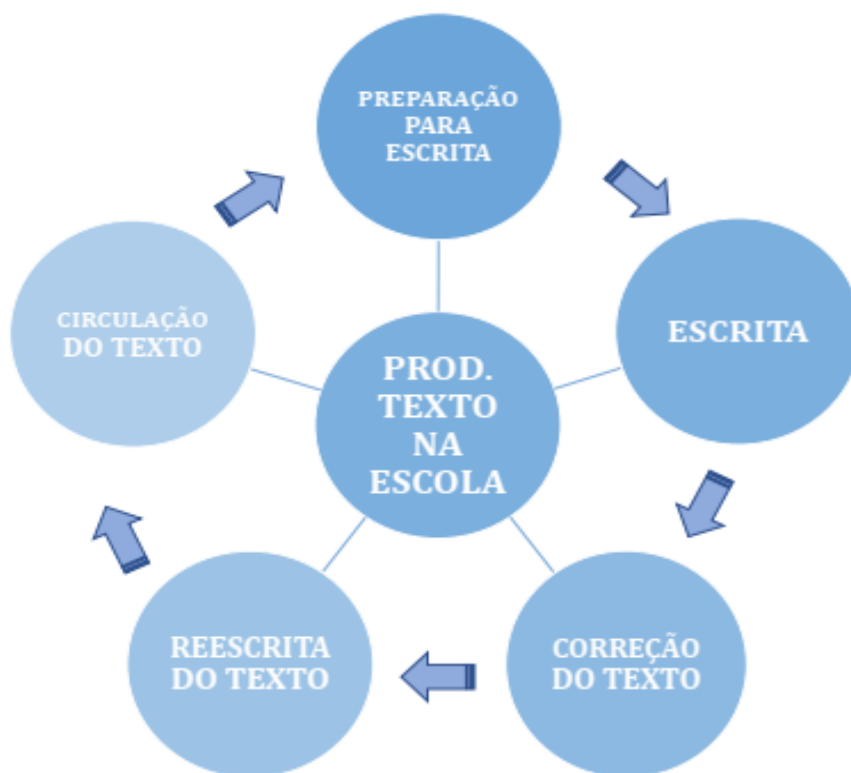 PREPARAÇÃO
PARA
ESCRITA
ESCRITA
CORREÇÃO
DO TEXTO
REESCRITA
DO TEXTO
CIRCULAÇÃO
DO TEXTO
PROD.
TEXTO
NA
ESCOLA